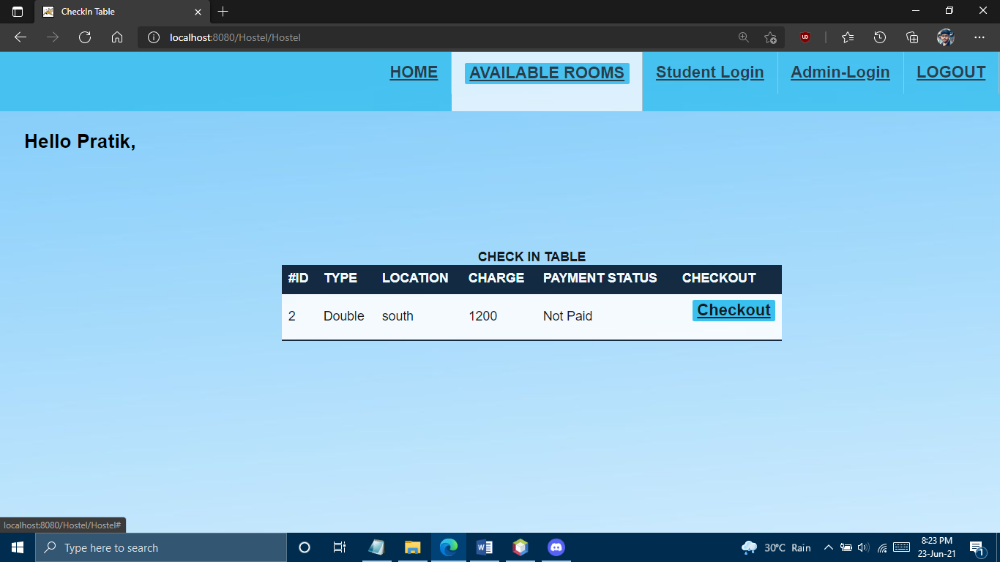 CheckIn Table
localhost:8080/Hostel/Hostel
HOME AVAILABLE ROOMS Student Login Admin-Login LOGOUT
Hello Pratik,
CHECK IN TABLE
#ID TYPE LOCATION CHARGE PAYMENT STATUS CHECKOUT
2 Double south 1200 Not Paid Checkout
localhost:8080/Hostel/Hostel#
Type here to search
30°C Rain
8:23 PM
23-Jun-21
1